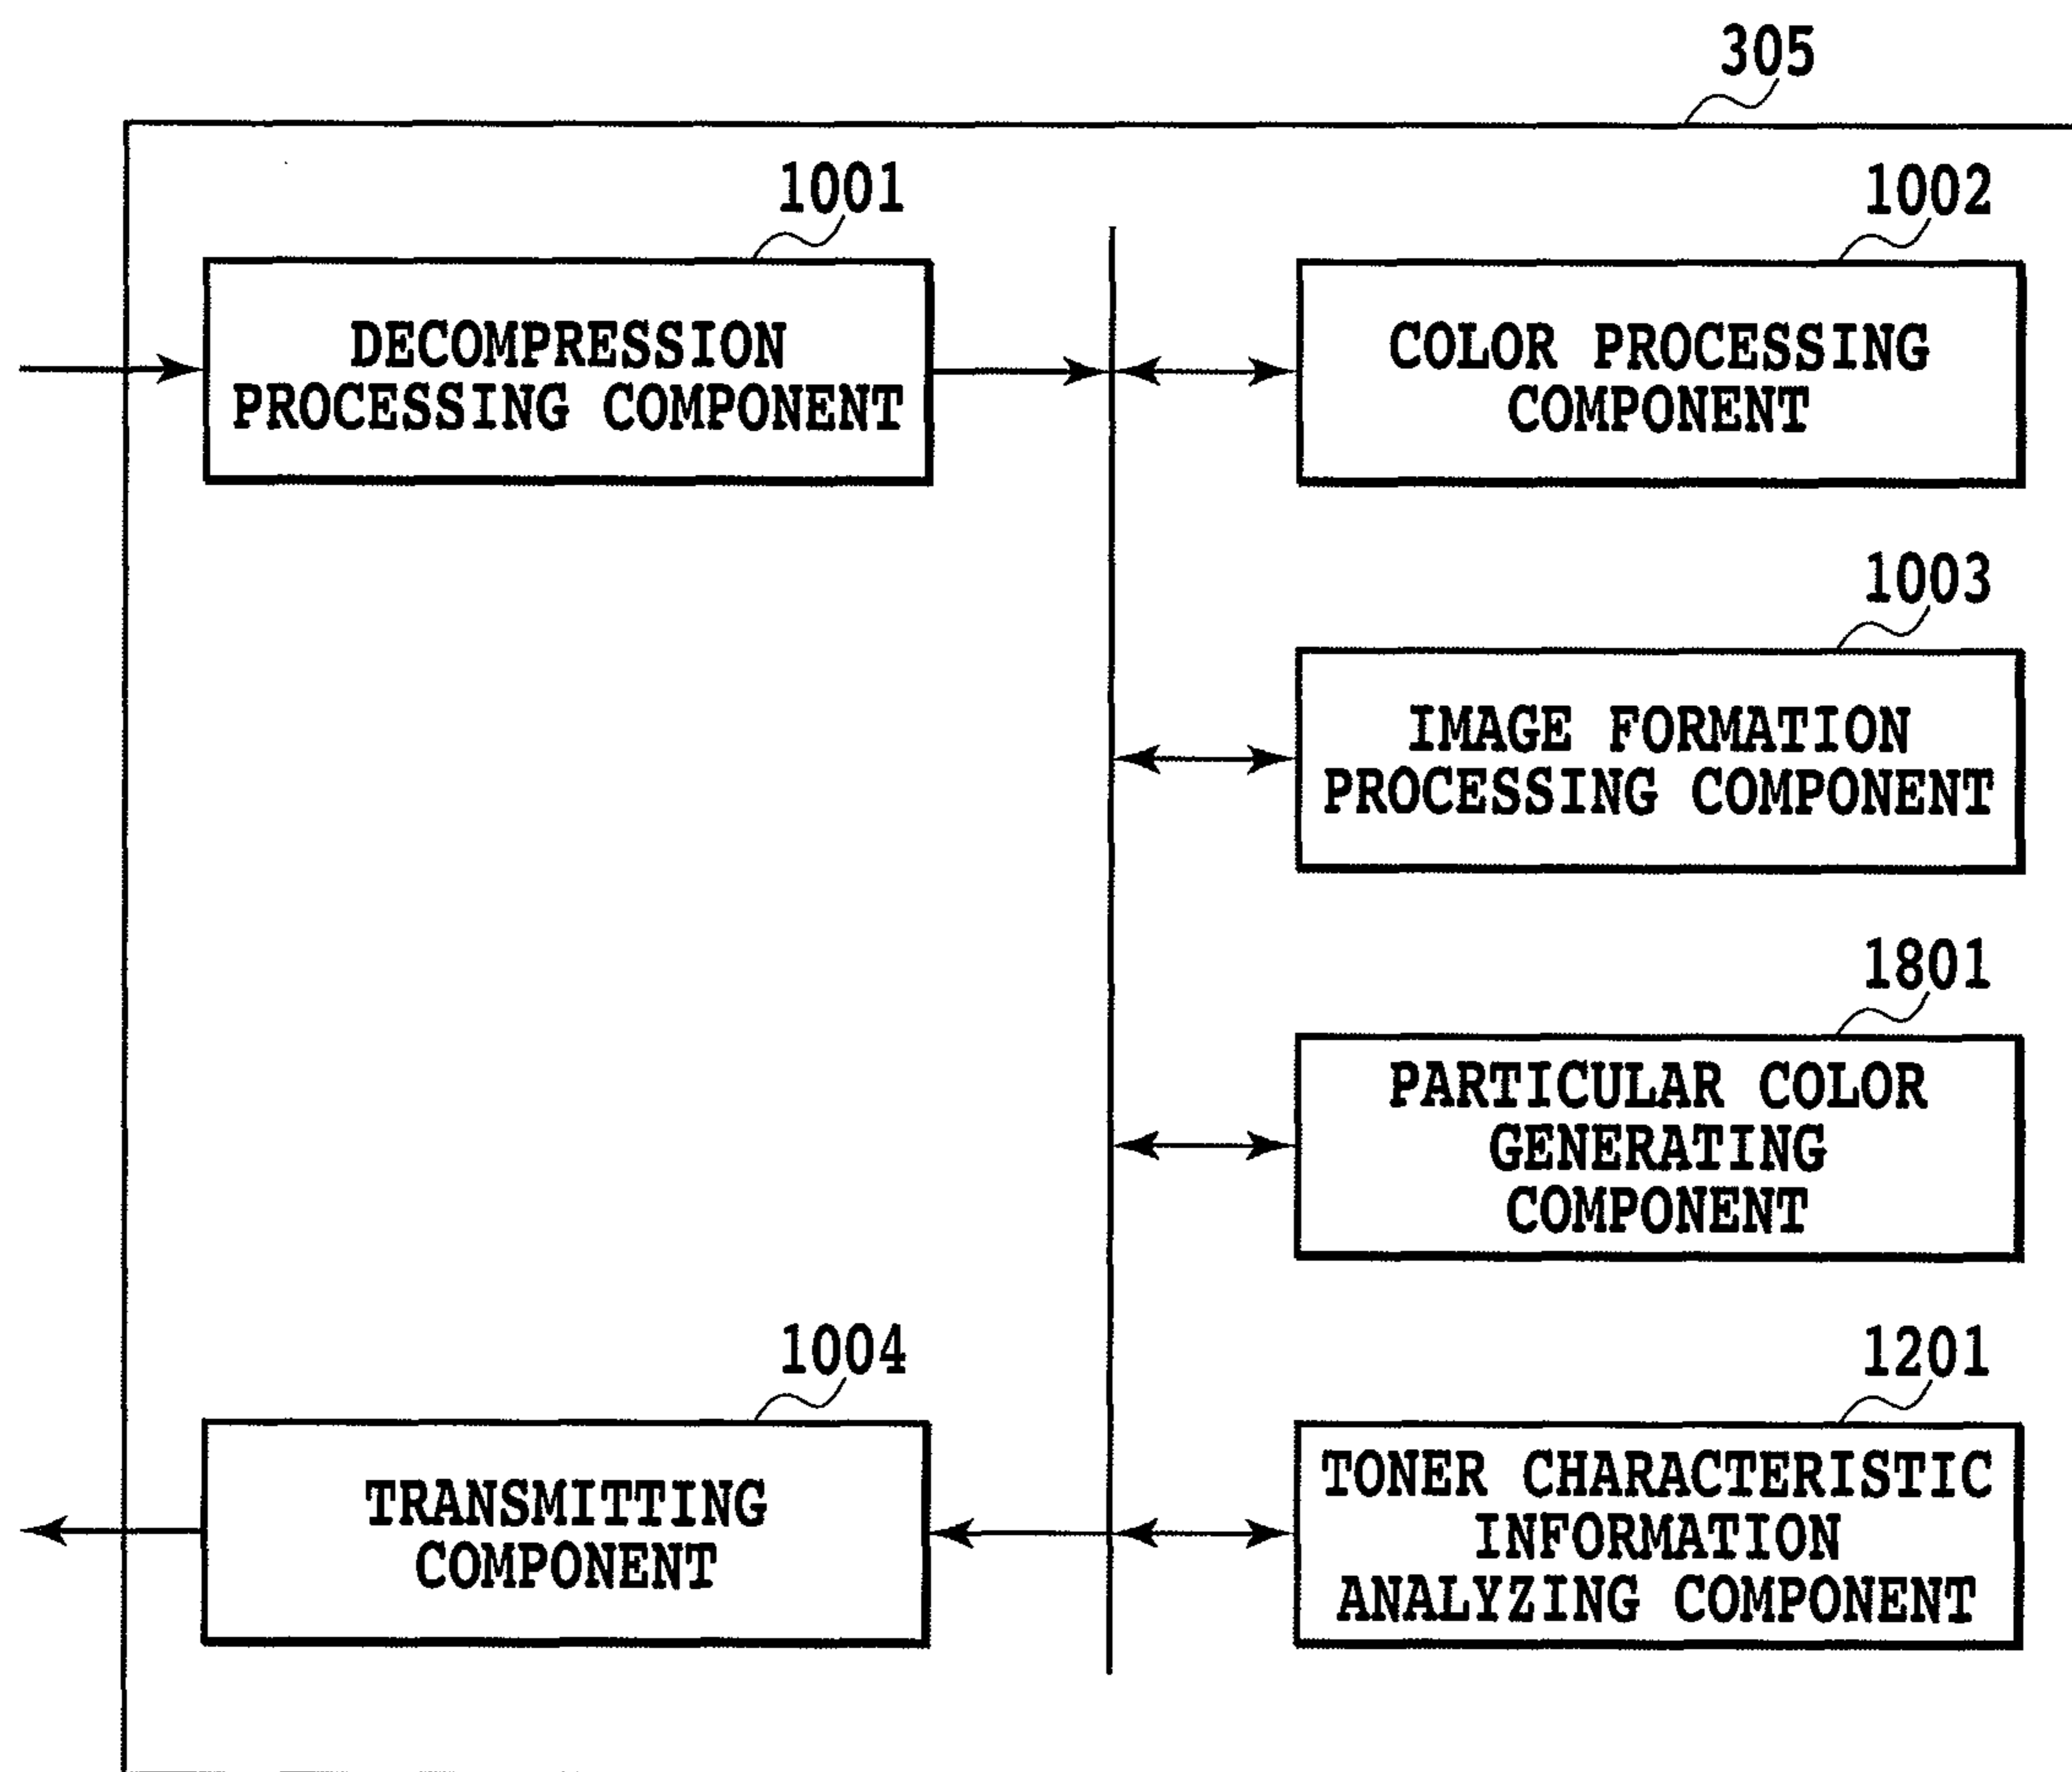 305
1001
DECOMPRESSION
PROCESSING COMPONENT
1002
COLOR PROCESSING
COMPONENT
1003
IMAGE FORMATION
PROCESSING COMPONENT
1801
PARTICULAR COLOR
GENERATING
COMPONENT
1004
TRANSMITTING
COMPONENT
1201
TONER CHARACTERISTIC
INFORMATION
ANALYZING COMPONENT